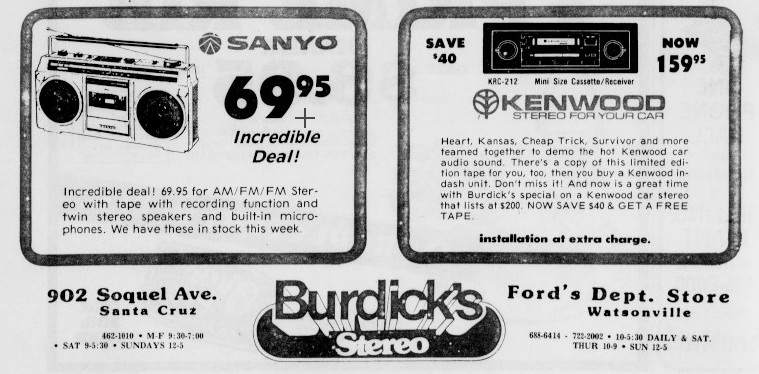 SANYO
69 95
Incredible
Deal!
Incredible deal! 69.95 for AM/FM/FM Ster-
eo with tape with recording function and
twin stereo speakers and built-in micro-
phones. We have these in stock this week.
SAVE
$40
NOW
159 95
KRC-212 Mini Size Cassette/Receiver
KENWOOD
STEREO FOR YOUR CAR
Heart, Kansas, Cheap Trick, Survivor and more
teamed together to demo the hot Kenwood car
audio sound. There's a copy of this limited edi-
tion tape for you, too, then you buy a Kenwood in-
dash unit. Don't miss it! And now is a great time
with Burdick's special on a Kenwood car stereo
that lists at $200. NOW SAVE $40 & GET A FREE
TAPE.
installation at extra charge.
902 Soquel Ave.
Santa Cruz
462-1010 • M-F 9:30-7:00
• SAT 9-5:30 • SUNDAYS 12-5
Burdick's
Stereo
Ford's Dept. Store
Watsonville
688-6414 - 722-2002 • 10-5:30 DAILY & SAT.
THUR 10-9 • SUN 12-5